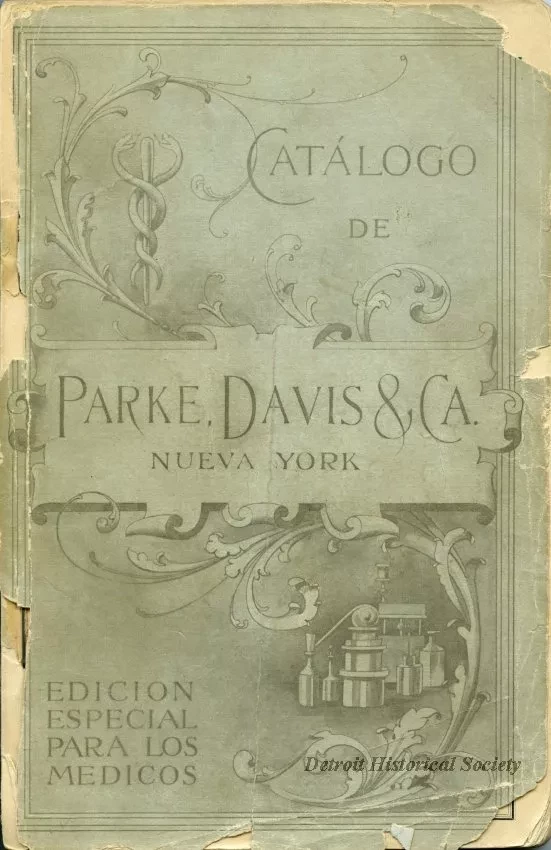 CATÁLOGO
DE
PARKE, DAVIS & CA.
NUEVA YORK
EDICION
ESPECIAL
PARA LOS
MEDICOS
Detroit Historical Society